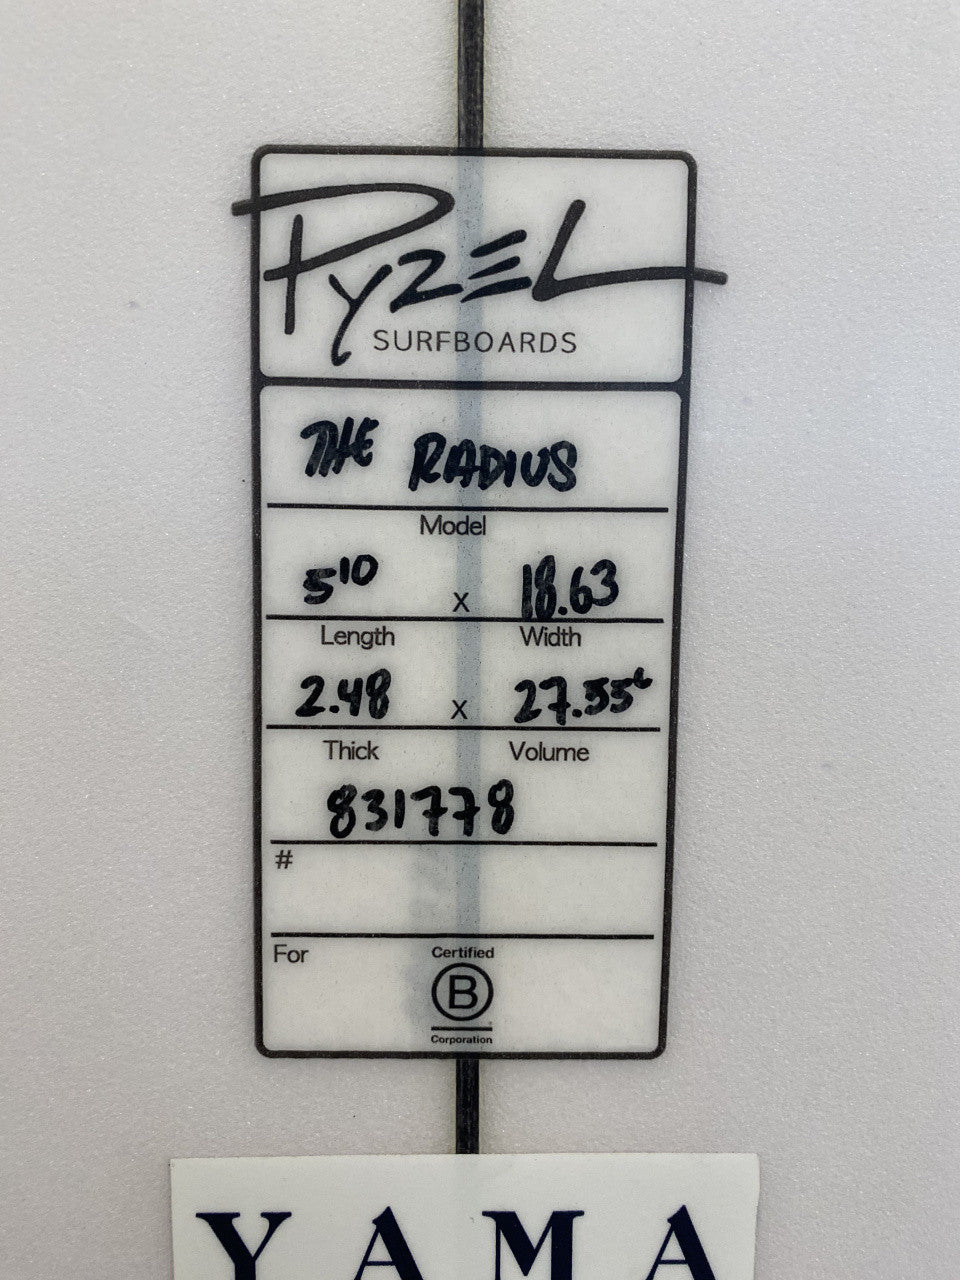 PYZEL
SURFBOARDS
THE RADIUS
Model
5'10 x 18.63
Length Width
2.48 x 27.55L
Thick Volume
831778
#
For
Certified
B
Corporation
YAMA